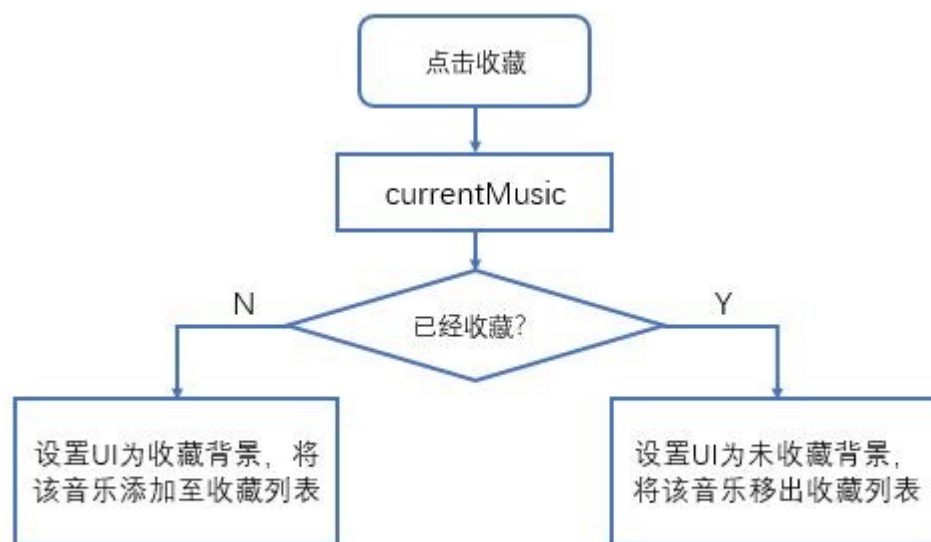 点击收藏
currentMusic
N
Y
已经收藏?
设置UI为收藏背景，将
该音乐添加至收藏列表
设置UI为未收藏背景，
将该音乐移出收藏列表